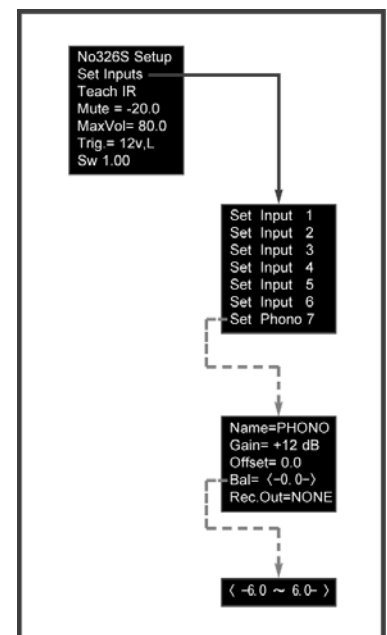 No326S Setup
Set Inputs
Teach IR
Mute = -20.0
MaxVol= 80.0
Trig.= 12v,L
Sw 1.00
Set Input 1
Set Input 2
Set Input 3
Set Input 4
Set Input 5
Set Input 6
Set Phono 7
Name=PHONO
Gain= +12 dB
Offset= 0.0
Bal= 〈-0. 0-〉
Rec.Out=NONE
〈 -6.0 ～ 6.0- 〉